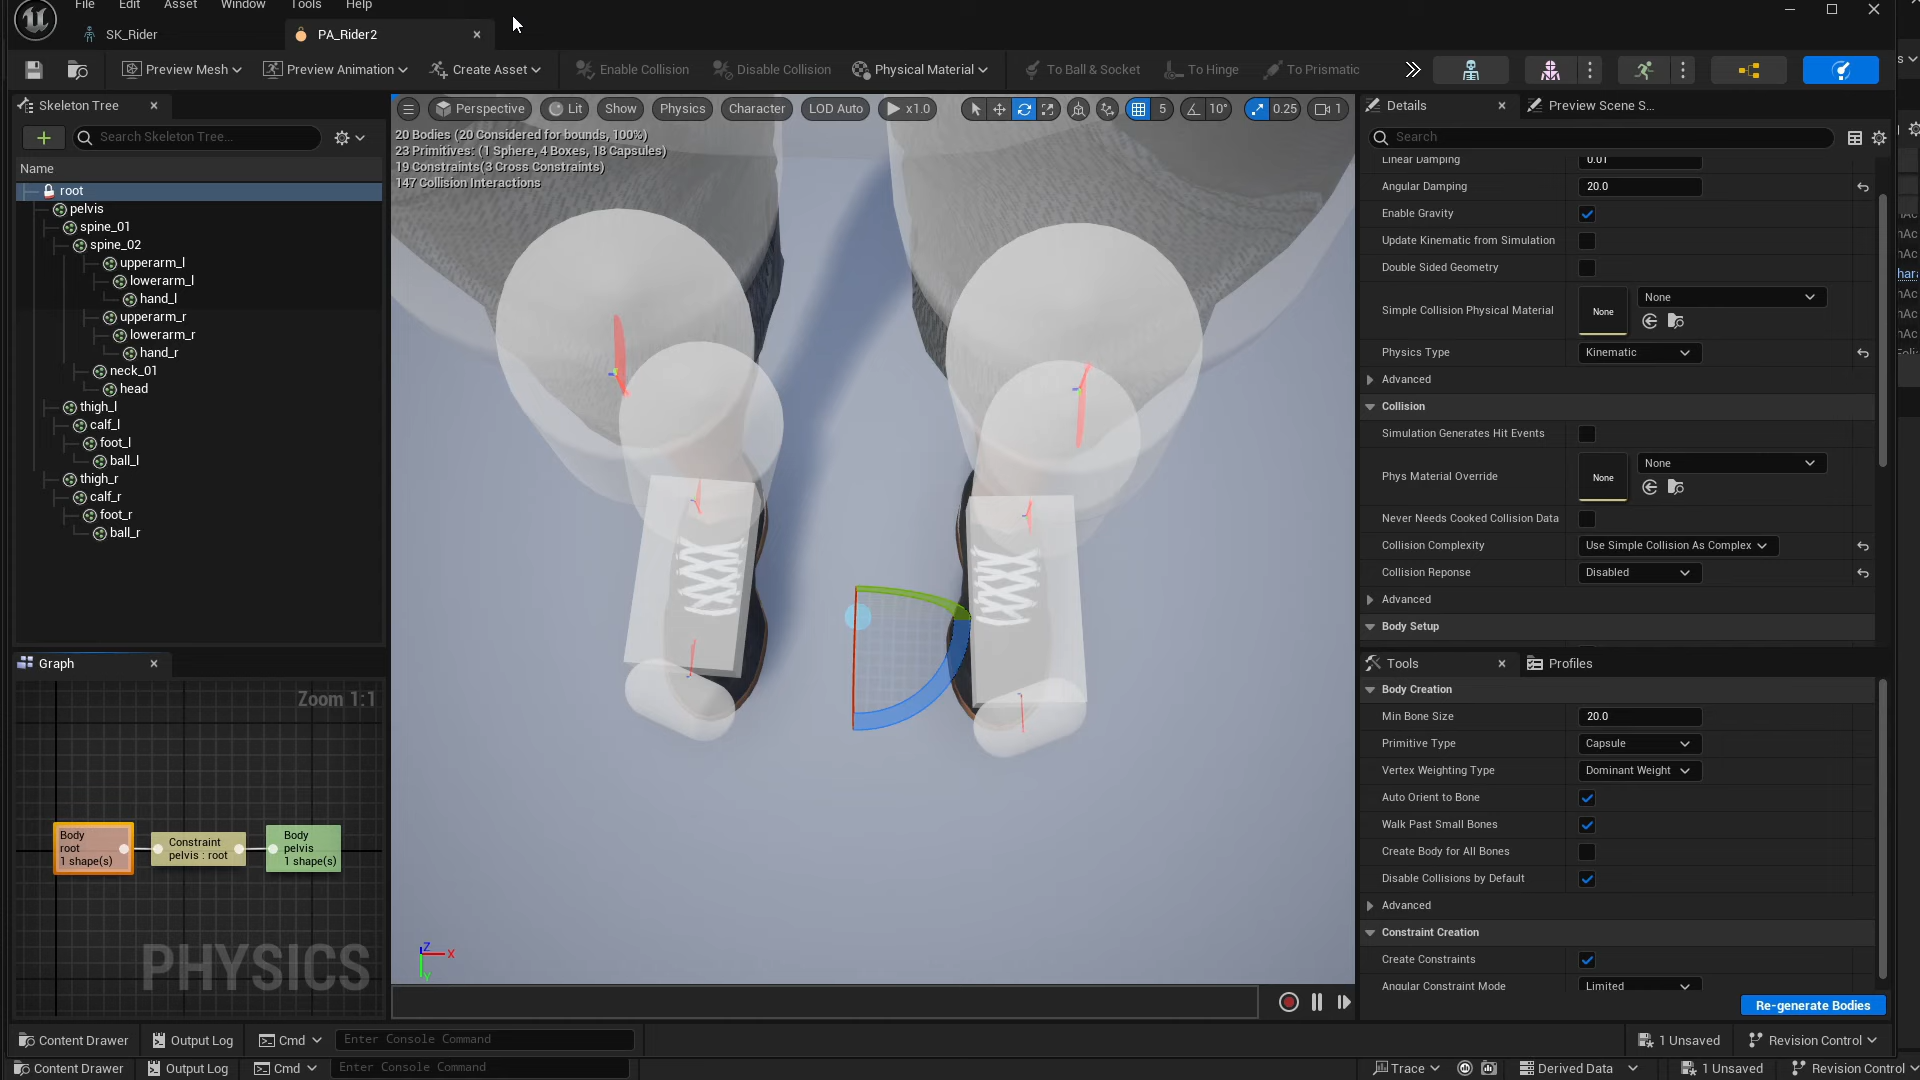 File Edit Asset Window Tools Help
SK_Rider PA_Rider2
Preview Mesh Preview Animation Create Asset Enable Collision Disable Collision Physical Material To Ball & Socket To Hinge To Prismatic
Skeleton Tree
Search Skeleton Tree...
Name
root
pelvis
spine_01
spine_02
upperarm_l
lowerarm_l
hand_l
upperarm_r
lowerarm_r
hand_r
neck_01
head
thigh_l
calf_l
foot_l
ball_l
thigh_r
calf_r
foot_r
ball_r
Graph
Zoom 1:1
Body
root
1 shape(s)
Constraint
pelvis : root
Body
pelvis
1 shape(s)
PHYSICS
Perspective Lit Show Physics Character LOD Auto x1.0 5 10° 0.25 1
20 Bodies (20 Considered for bounds, 100%)
23 Primitives: (1 Sphere, 4 Boxes, 18 Capsules)
19 Constraints(3 Cross Constraints)
147 Collision Interactions
Z X Y
Details Preview Scene S...
Search
Linear Damping 0.01
Angular Damping 20.0
Enable Gravity
Update Kinematic from Simulation
Double Sided Geometry
Simple Collision Physical Material None None
Physics Type Kinematic
Advanced
Collision
Simulation Generates Hit Events
Phys Material Override None None
Never Needs Cooked Collision Data
Collision Complexity Use Simple Collision As Complex
Collision Reponse Disabled
Advanced
Body Setup
Tools Profiles
Body Creation
Min Bone Size 20.0
Primitive Type Capsule
Vertex Weighting Type Dominant Weight
Auto Orient to Bone
Walk Past Small Bones
Create Body for All Bones
Disable Collisions by Default
Advanced
Constraint Creation
Create Constraints
Angular Constraint Mode Limited
Re-generate Bodies
Content Drawer Output Log Cmd Enter Console Command 1 Unsaved Revision Control
Content Drawer Output Log Cmd Enter Console Command Trace Derived Data 1 Unsaved Revision Control